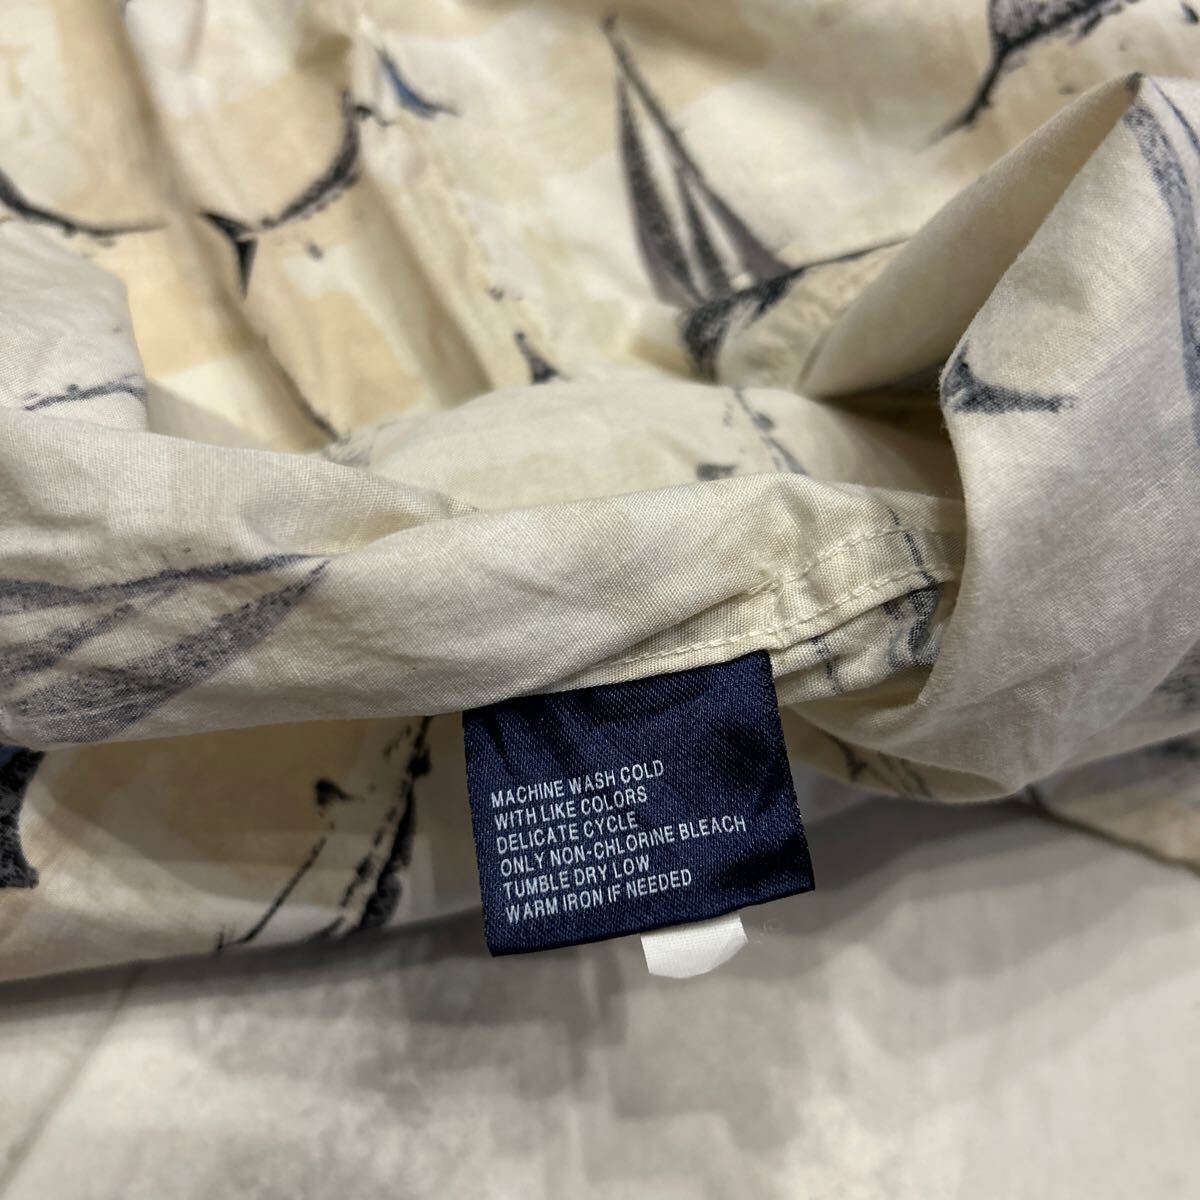 MACHINE WASH COLD
WITH LIKE COLORS
DELICATE CYCLE
ONLY NON-CHLORINE BLEACH
TUMBLE DRY LOW
WARM IRON IF NEEDED